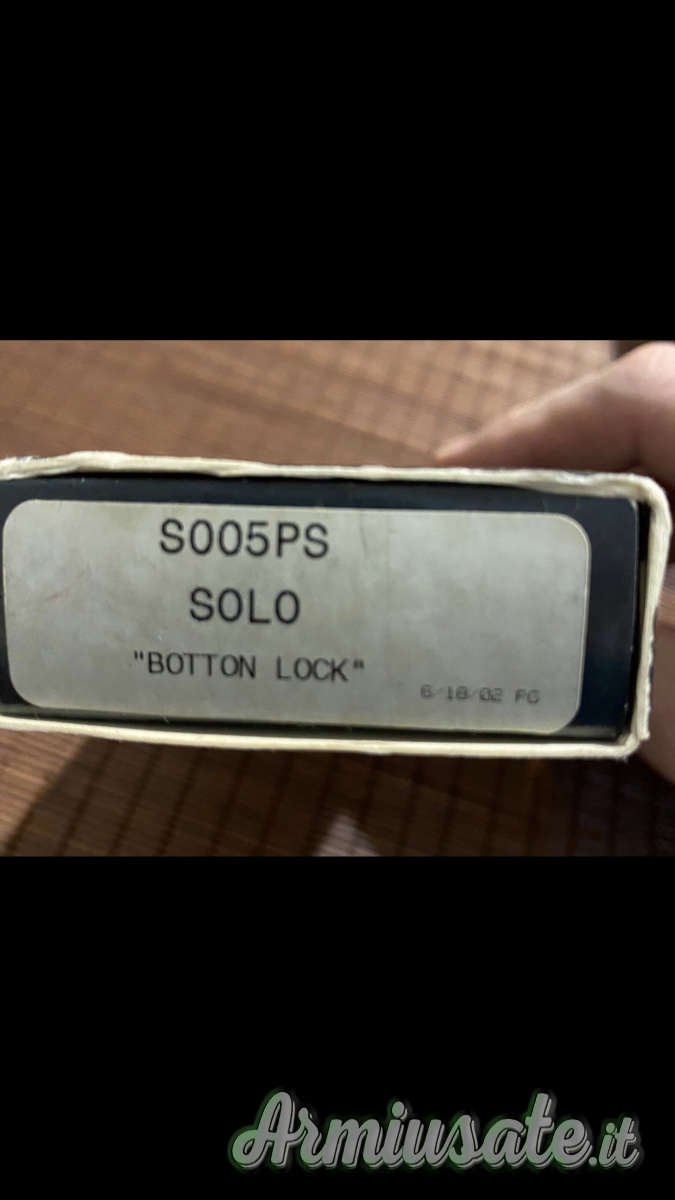 S005PS
SOLO
"BOTTON LOCK"
6/18/02 PG
Armiusate.it